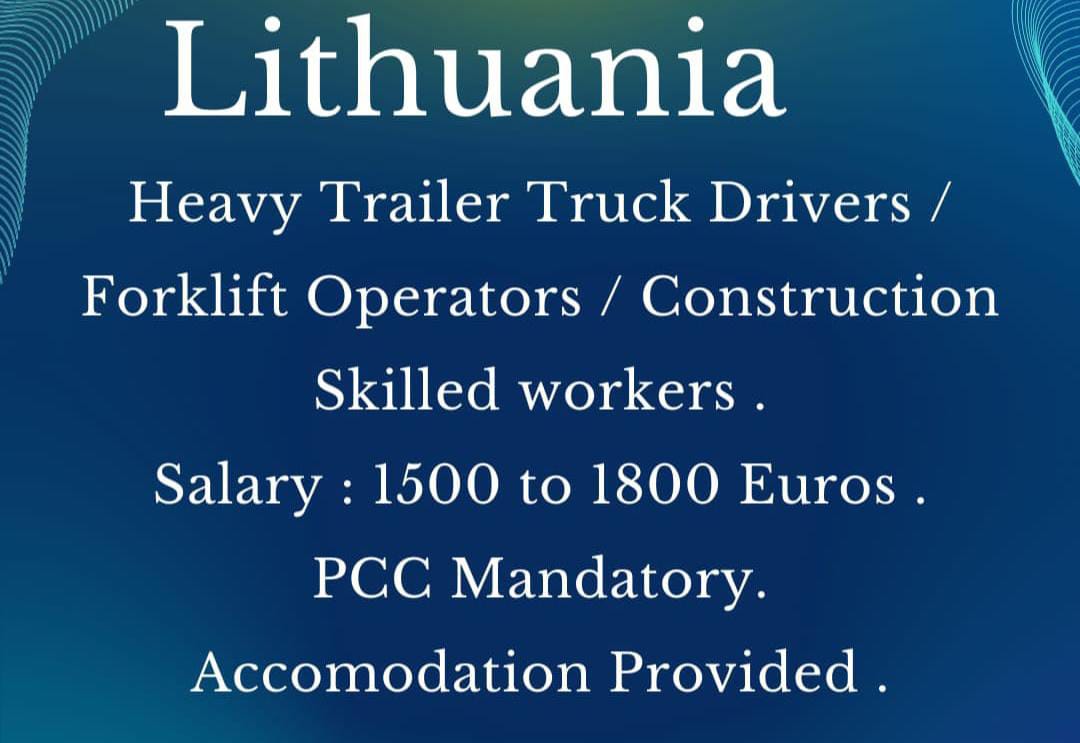 Lithuania
Heavy Trailer Truck Drivers /
Forklift Operators / Construction
Skilled workers .
Salary : 1500 to 1800 Euros .
PCC Mandatory.
Accomodation Provided .